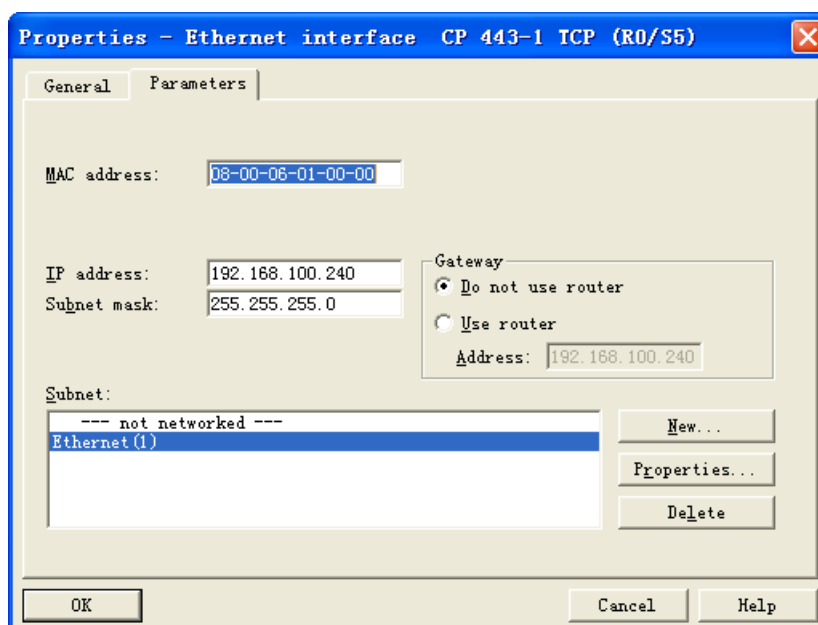 Properties - Ethernet interface CP 443-1 TCP (R0/S5)
General
Parameters
MAC address:
08-00-06-01-00-00
IP address:
192.168.100.240
Subnet mask:
255.255.255.0
Gateway
Do not use router
Use router
Address:
192.168.100.240
Subnet:
--- not networked ---
Ethernet(1)
New...
Properties...
Delete
OK
Cancel
Help